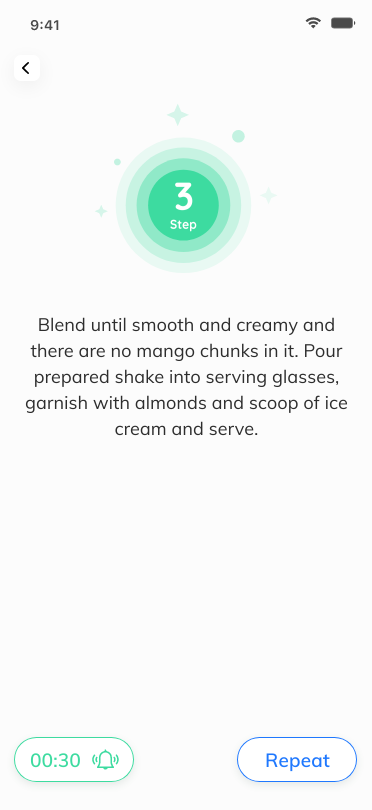 9:41
3
Step
Blend until smooth and creamy and
there are no mango chunks in it. Pour
prepared shake into serving glasses,
garnish with almonds and scoop of ice
cream and serve.
00:30
Repeat